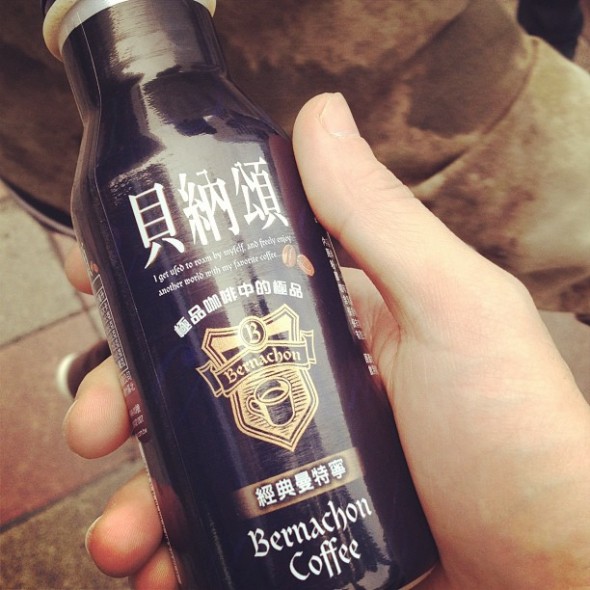 貝納頌
I get used to roam by myself, and freely enjoy
another world with my favorite coffee.
極品咖啡中的極品
B
Bernachon
經典曼特寧
Bernachon
Coffee